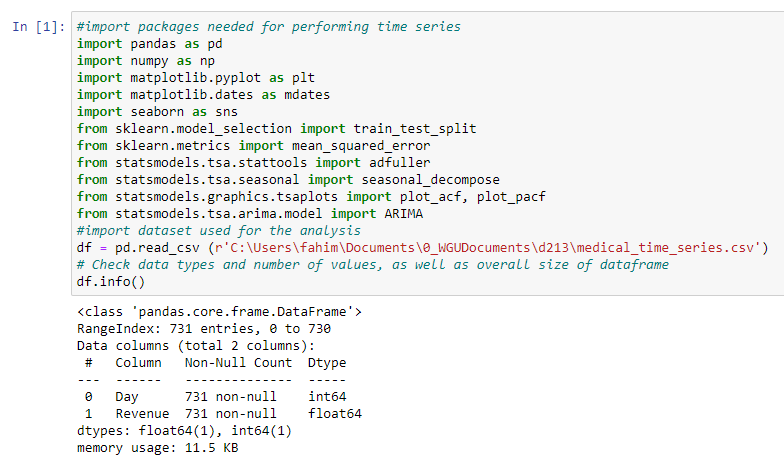 In [1]: #import packages needed for performing time series
import pandas as pd
import numpy as np
import matplotlib.pyplot as plt
import matplotlib.dates as mdates
import seaborn as sns
from sklearn.model_selection import train_test_split
from sklearn.metrics import mean_squared_error
from statsmodels.tsa.stattools import adfuller
from statsmodels.tsa.seasonal import seasonal_decompose
from statsmodels.graphics.tsaplots import plot_acf, plot_pacf
from statsmodels.tsa.arima.model import ARIMA
#import dataset used for the analysis
df = pd.read_csv (r'C:\Users\fahim\Documents\0_WGUDocuments\d213\medical_time_series.csv')
# Check data types and number of values, as well as overall size of dataframe
df.info()
<class 'pandas.core.frame.DataFrame'>
RangeIndex: 731 entries, 0 to 730
Data columns (total 2 columns):
 #   Column   Non-Null Count  Dtype
---  ------   --------------  -----
 0   Day      731 non-null    int64
 1   Revenue  731 non-null    float64
dtypes: float64(1), int64(1)
memory usage: 11.5 KB